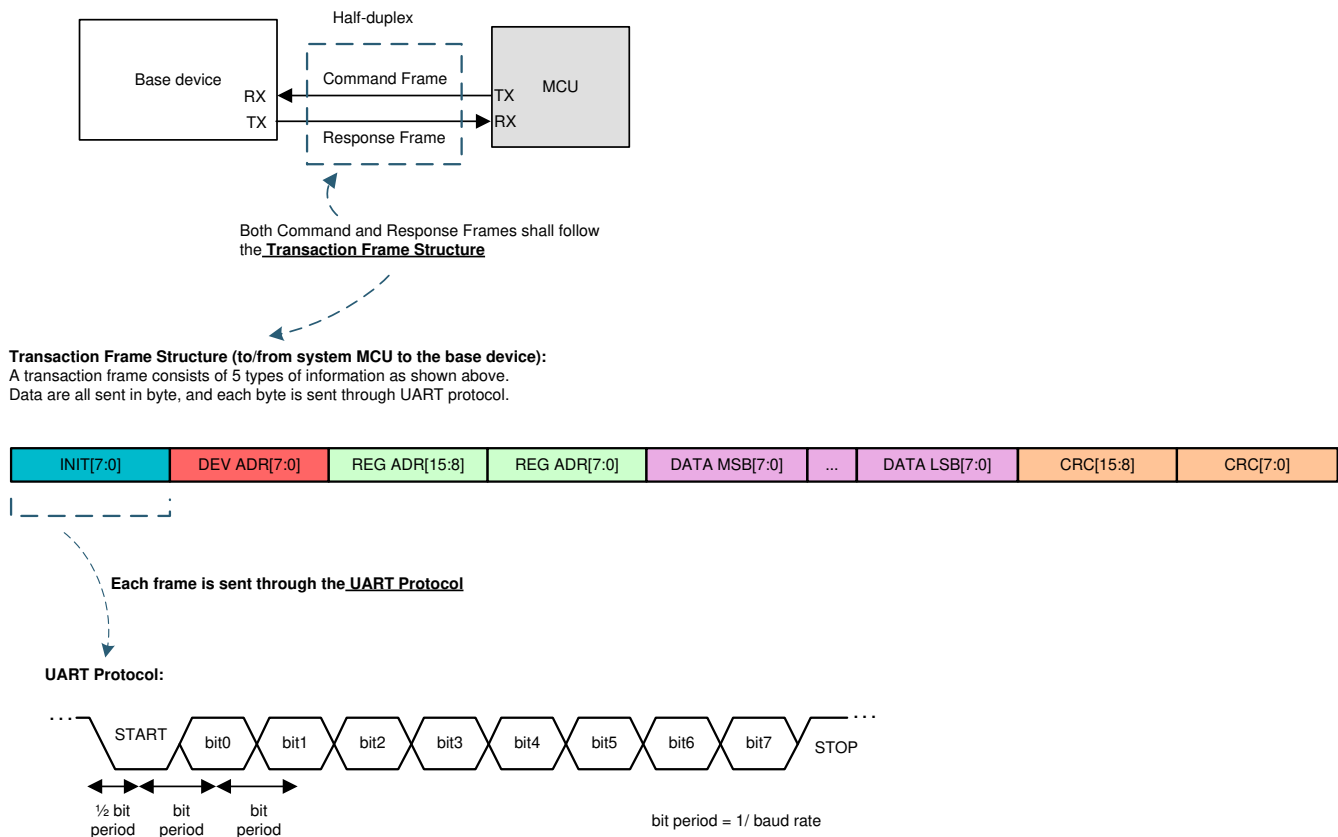 Half-duplex
Base device
Command Frame
MCU
RX
TX
TX
RX
Response Frame
Both Command and Response Frames shall follow
the Transaction Frame Structure
Transaction Frame Structure (to/from system MCU to the base device):
A transaction frame consists of 5 types of information as shown above.
Data are all sent in byte, and each byte is sent through UART protocol.
INIT[7:0] DEV ADR[7:0] REG ADR[15:8] REG ADR[7:0] DATA MSB[7:0] ... DATA LSB[7:0] CRC[15:8] CRC[7:0]
Each frame is sent through the UART Protocol
UART Protocol:
... START bit0 bit1 bit2 bit3 bit4 bit5 bit6 bit7 STOP ...
½ bit period
bit period
bit period
bit period = 1/ baud rate